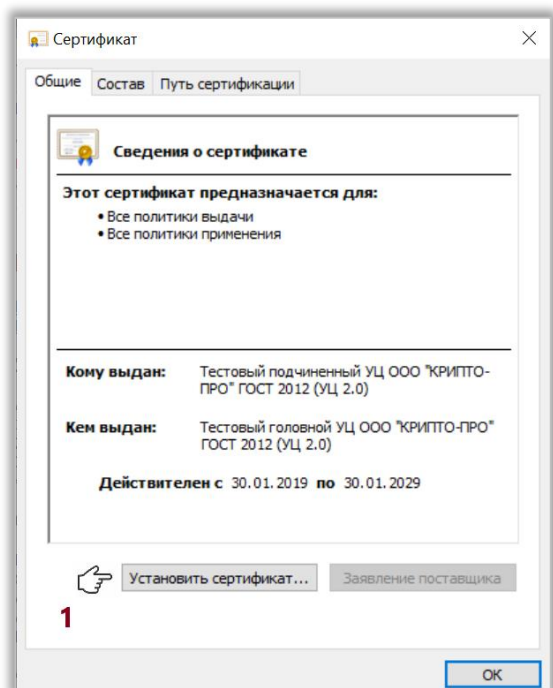 Сертификат
Общие Состав Путь сертификации
Сведения о сертификате
Этот сертификат предназначается для:
• Все политики выдачи
• Все политики применения
Кому выдан: Тестовый подчиненный УЦ ООО "КРИПТО-
ПРО" ГОСТ 2012 (УЦ 2.0)
Кем выдан: Тестовый головной УЦ ООО "КРИПТО-ПРО"
ГОСТ 2012 (УЦ 2.0)
Действителен с 30.01.2019 по 30.01.2029
Установить сертификат... Заявление поставщика
1
ОК